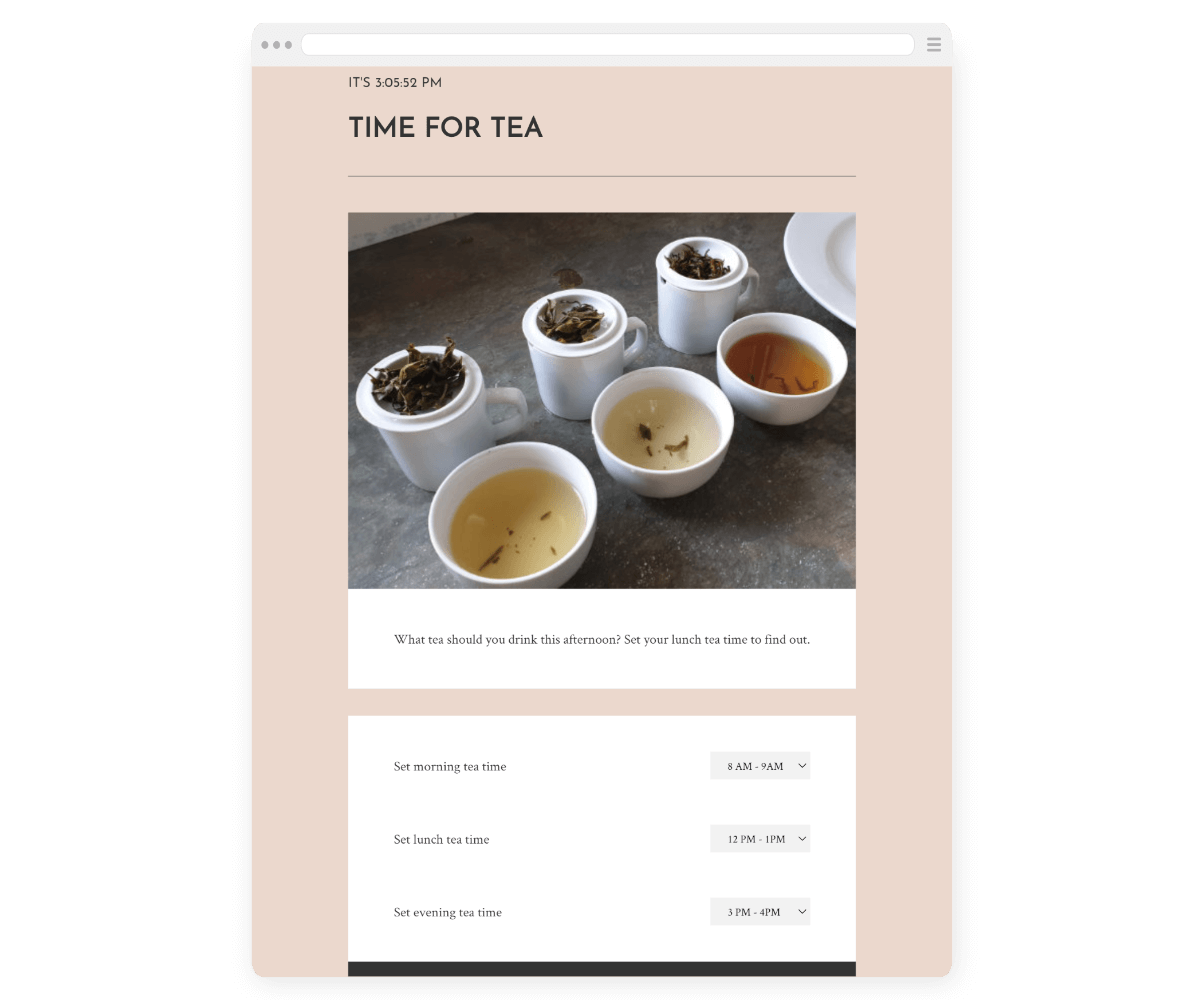 IT'S 3:05:52 PM
TIME FOR TEA
What tea should you drink this afternoon? Set your lunch tea time to find out.
Set morning tea time
8 AM - 9AM
Set lunch tea time
12 PM - 1PM
Set evening tea time
3 PM - 4PM